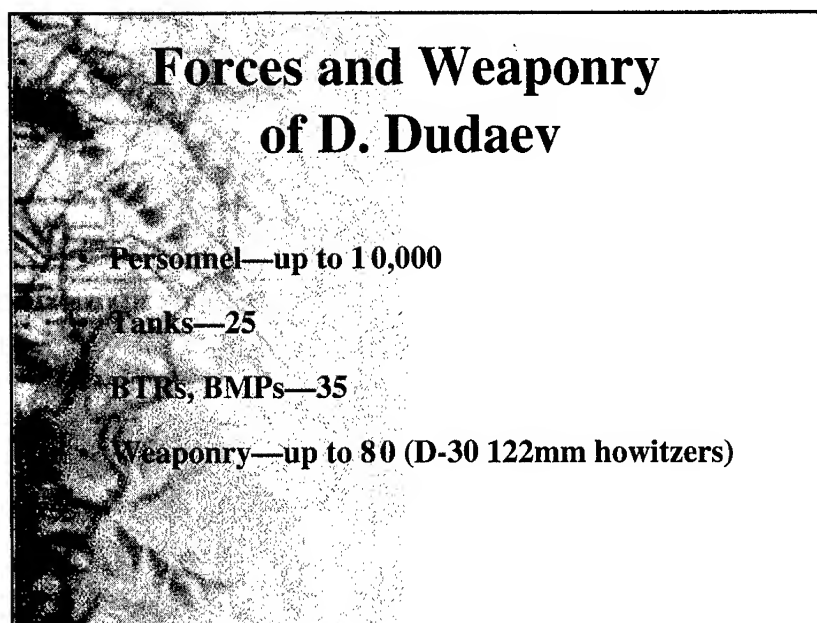 Forces and Weaponry
of D. Dudaev
• Personnel—up to 10,000
• Tanks—25
• BTRs, BMPs—35
• Weaponry—up to 80 (D-30 122mm howitzers)